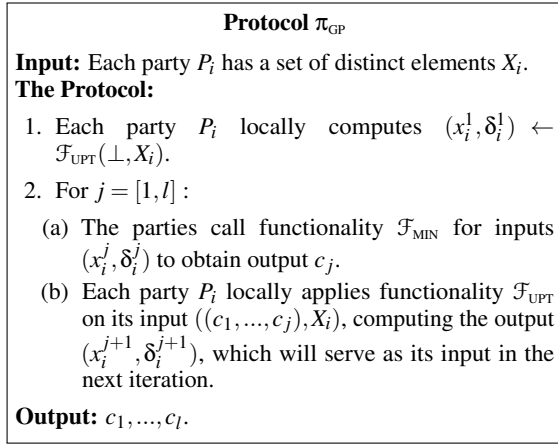 Protocol π_GP
Input: Each party P_i has a set of distinct elements X_i.
The Protocol:
1. Each party P_i locally computes (x_i^1, δ_i^1) ←
ℱ_UPT(⊥, X_i).
2. For j = [1, l] :
(a) The parties call functionality ℱ_MIN for inputs
(x_i^j, δ_i^j) to obtain output c_j.
(b) Each party P_i locally applies functionality ℱ_UPT
on its input ((c_1, ..., c_j), X_i), computing the output
(x_i^{j+1}, δ_i^{j+1}), which will serve as its input in the
next iteration.
Output: c_1, ..., c_l.